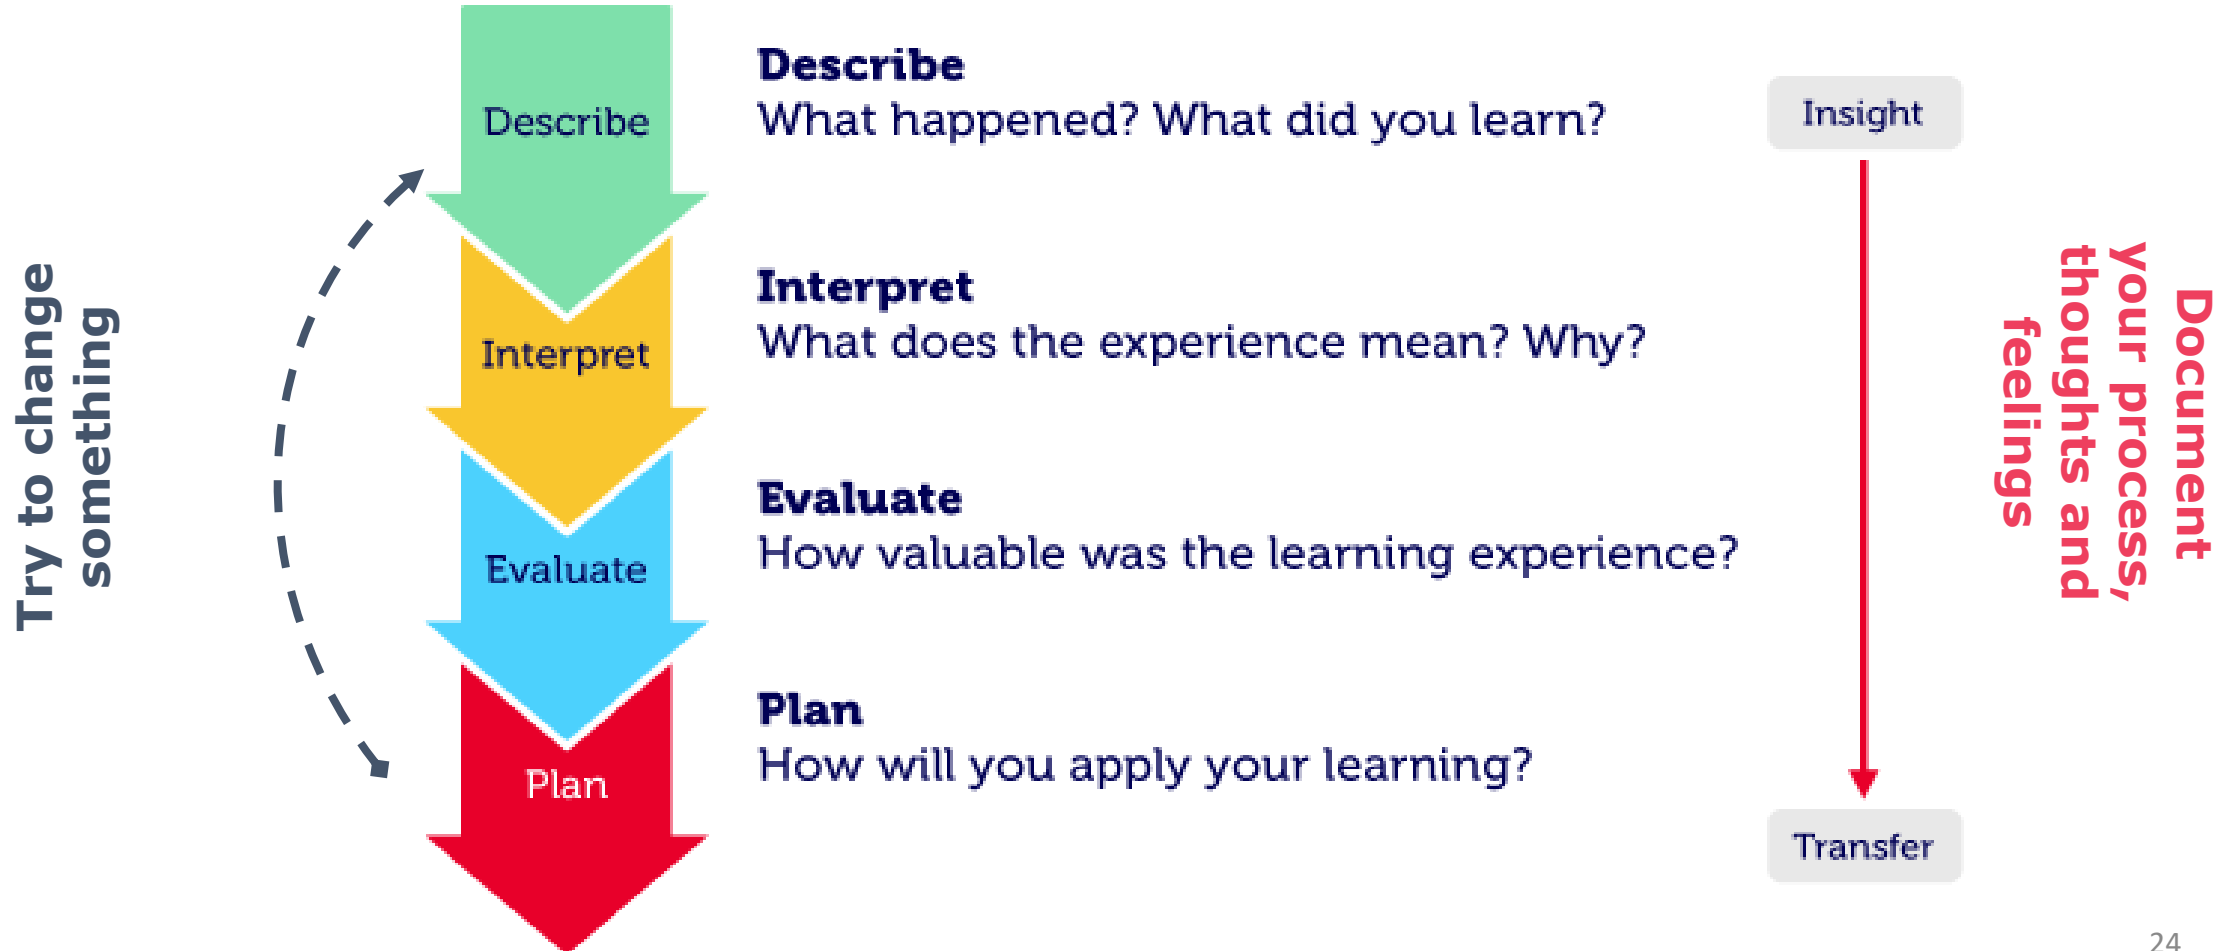 Try to change
something
Describe
Interpret
Evaluate
Plan
Describe
What happened? What did you learn?
Interpret
What does the experience mean? Why?
Evaluate
How valuable was the learning experience?
Plan
How will you apply your learning?
Insight
Transfer
Document
your process,
thoughts and
feelings
24